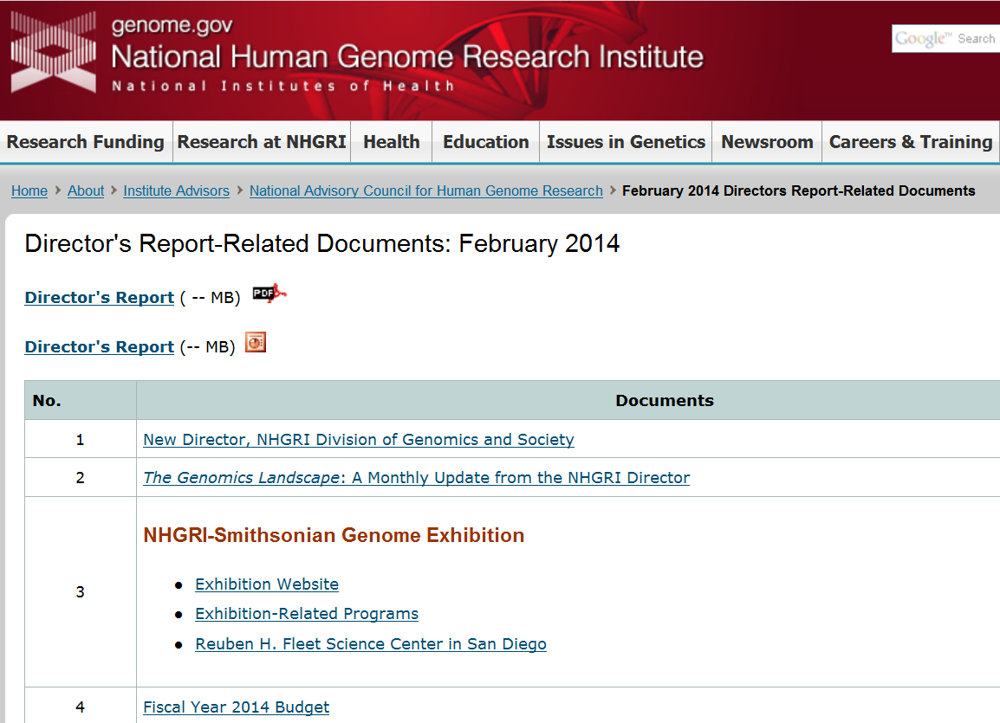 genome.gov
National Human Genome Research Institute
National Institutes of Health
Google™ Search
Research Funding Research at NHGRI Health Education Issues in Genetics Newsroom Careers & Training
Home About Institute Advisors National Advisory Council for Human Genome Research February 2014 Directors Report-Related Documents
Director's Report-Related Documents: February 2014
Director's Report ( -- MB) PDF
Director's Report (-- MB)
No. Documents
1 New Director, NHGRI Division of Genomics and Society
2 The Genomics Landscape: A Monthly Update from the NHGRI Director
NHGRI-Smithsonian Genome Exhibition
3
• Exhibition Website
• Exhibition-Related Programs
• Reuben H. Fleet Science Center in San Diego
4 Fiscal Year 2014 Budget